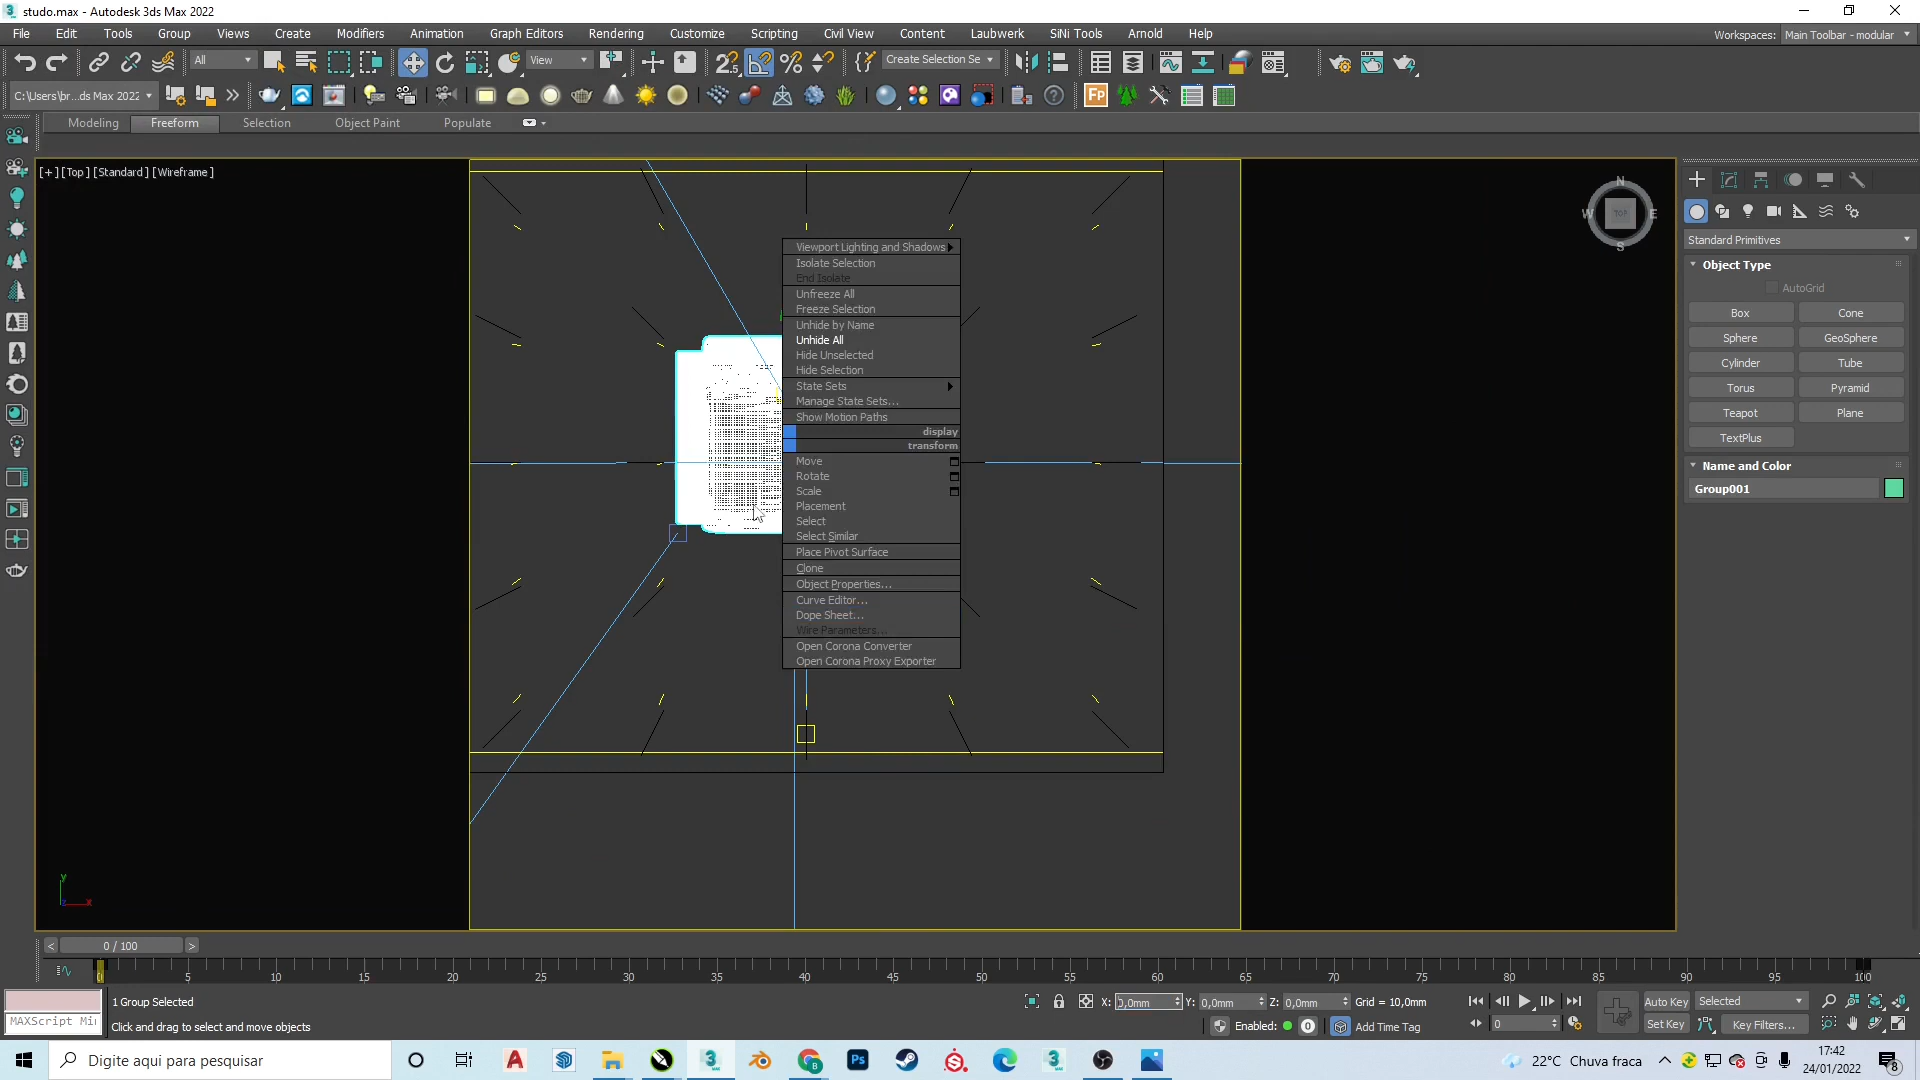 studo.max - Autodesk 3ds Max 2022
File Edit Tools Group Views Create Modifiers Animation Graph Editors Rendering Customize Scripting Civil View Content Laubwerk SiNi Tools Arnold Help
Workspaces: Main Toolbar - modular
All View Create Selection Se
C:\Users\br...ds Max 2022
Modeling Freeform Selection Object Paint Populate
[+] [Top] [Standard] [Wireframe]
N
W TOP E
S
Viewport Lighting and Shadows
Isolate Selection
End Isolate
Unfreeze All
Freeze Selection
Unhide by Name
Unhide All
Hide Unselected
Hide Selection
State Sets
Manage State Sets...
Show Motion Paths
display
transform
Move
Rotate
Scale
Placement
Select
Select Similar
Place Pivot Surface
Clone
Object Properties...
Curve Editor...
Dope Sheet...
Wire Parameters...
Open Corona Converter
Open Corona Proxy Exporter
Standard Primitives
Object Type
AutoGrid
Box Cone
Sphere GeoSphere
Cylinder Tube
Torus Pyramid
Teapot Plane
TextPlus
Name and Color
Group001
y
z x
< 0 / 100 >
0 5 10 15 20 25 30 35 40 45 50 55 60 65 70 75 80 85 90 95 100
1 Group Selected
X: 0,0mm Y: 0,0mm Z: 0,0mm Grid = 10,0mm
Auto Key Selected
MAXScript Mi
Click and drag to select and move objects
Enabled: 0 Add Time Tag
0 Set Key Key Filters...
Digite aqui para pesquisar
22°C Chuva fraca
17:42
24/01/2022
8